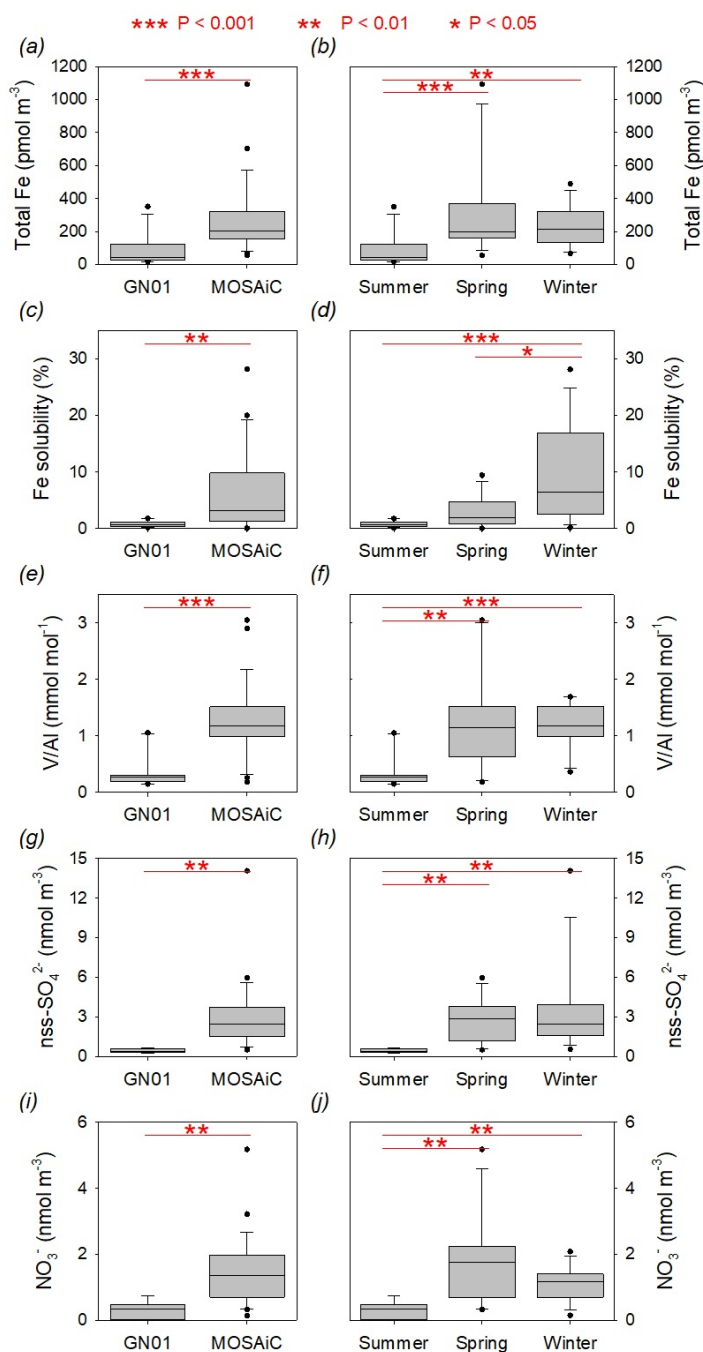 *** P < 0.001 ** P < 0.01 * P < 0.05
(a) (b)
*** ** ***
Total Fe (pmol m⁻³)
1200 1000 800 600 400 200 0
GN01 MOSAiC
Summer Spring Winter
1200 1000 800 600 400 200 0
Total Fe (pmol m⁻³)
(c) (d)
** *** *
Fe solubility (%)
30 20 10 0
GN01 MOSAiC
Summer Spring Winter
30 20 10 0
Fe solubility (%)
(e) (f)
*** *** **
V/Al (mmol mol⁻¹)
3 2 1 0
GN01 MOSAiC
Summer Spring Winter
3 2 1 0
V/Al (mmol mol⁻¹)
(g) (h)
** ** **
nss-SO₄²⁻ (nmol m⁻³)
15 12 9 6 3 0
GN01 MOSAiC
Summer Spring Winter
15 12 9 6 3 0
nss-SO₄²⁻ (nmol m⁻³)
(i) (j)
** ** **
NO₃⁻ (nmol m⁻³)
6 4 2 0
GN01 MOSAiC
Summer Spring Winter
6 4 2 0
NO₃⁻ (nmol m⁻³)